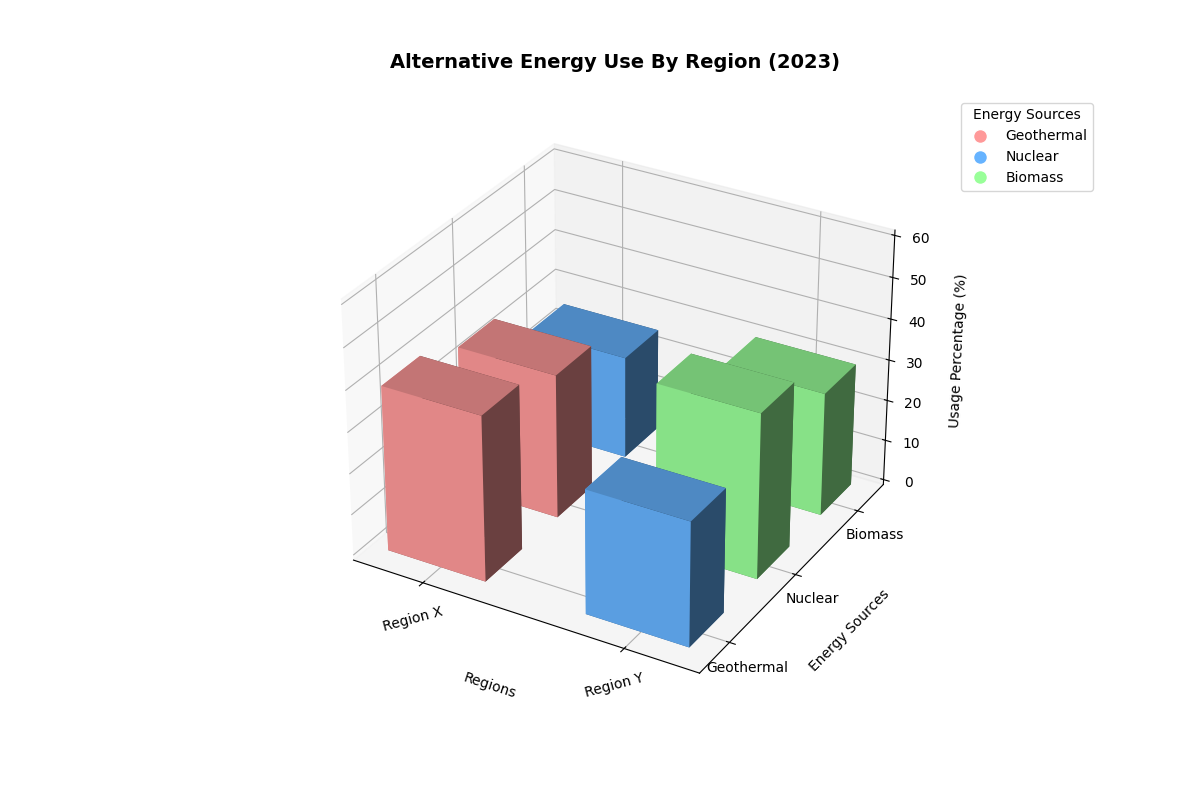 Alternative Energy Use By Region (2023)
Energy Sources
Geothermal
Nuclear
Biomass
60
50
40
30
20
10
0
Usage Percentage (%)
Biomass
Nuclear
Geothermal
Energy Sources
Region X
Region Y
Regions